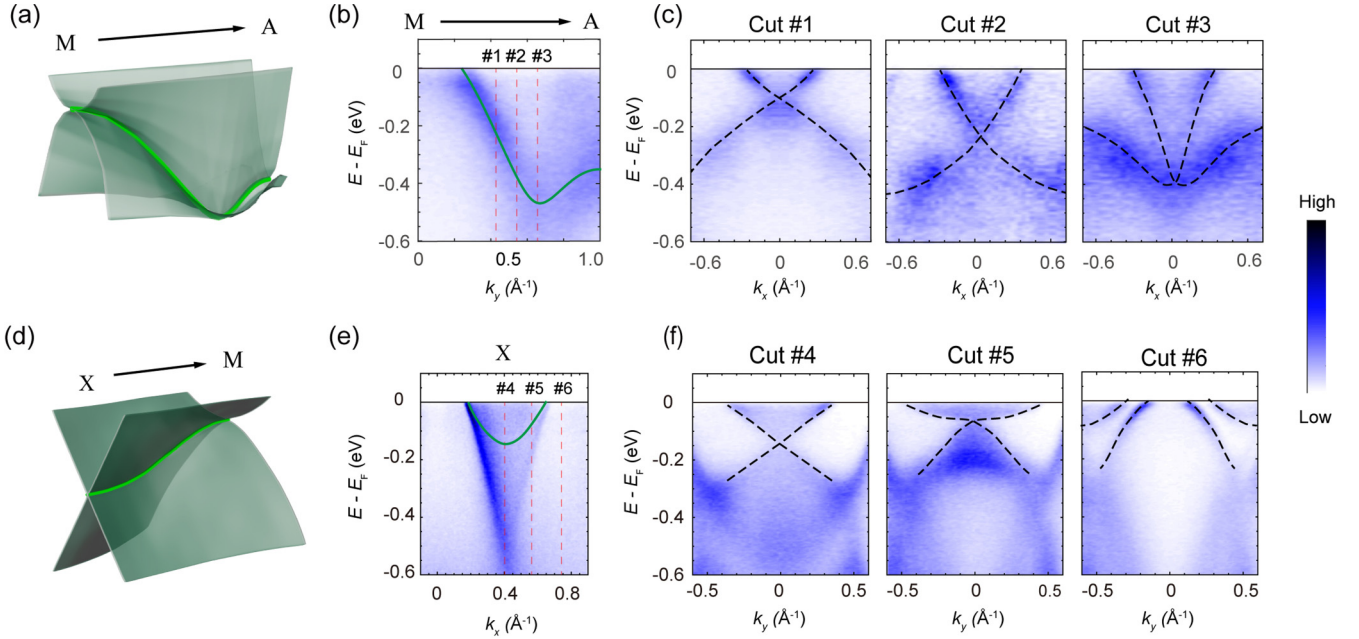 (a)
M A
(b)
M A
#1 #2 #3
0
-0.2
-0.4
-0.6
E - E_F (eV)
0 0.5 1.0
k_y (Å⁻¹)
(c)
Cut #1 Cut #2 Cut #3
0
-0.2
-0.4
-0.6
E - E_F (eV)
-0.6 0 0.6 -0.6 0 0.6 -0.6 0 0.6
k_x (Å⁻¹) k_x (Å⁻¹) k_x (Å⁻¹)
High
Low
(d)
X M
(e)
X
#4 #5 #6
0
-0.2
-0.4
-0.6
E - E_F (eV)
0 0.4 0.8
k_x (Å⁻¹)
(f)
Cut #4 Cut #5 Cut #6
0
-0.2
-0.4
-0.6
E - E_F (eV)
-0.5 0 0.5 -0.5 0 0.5 -0.5 0 0.5
k_y (Å⁻¹) k_y (Å⁻¹) k_y (Å⁻¹)